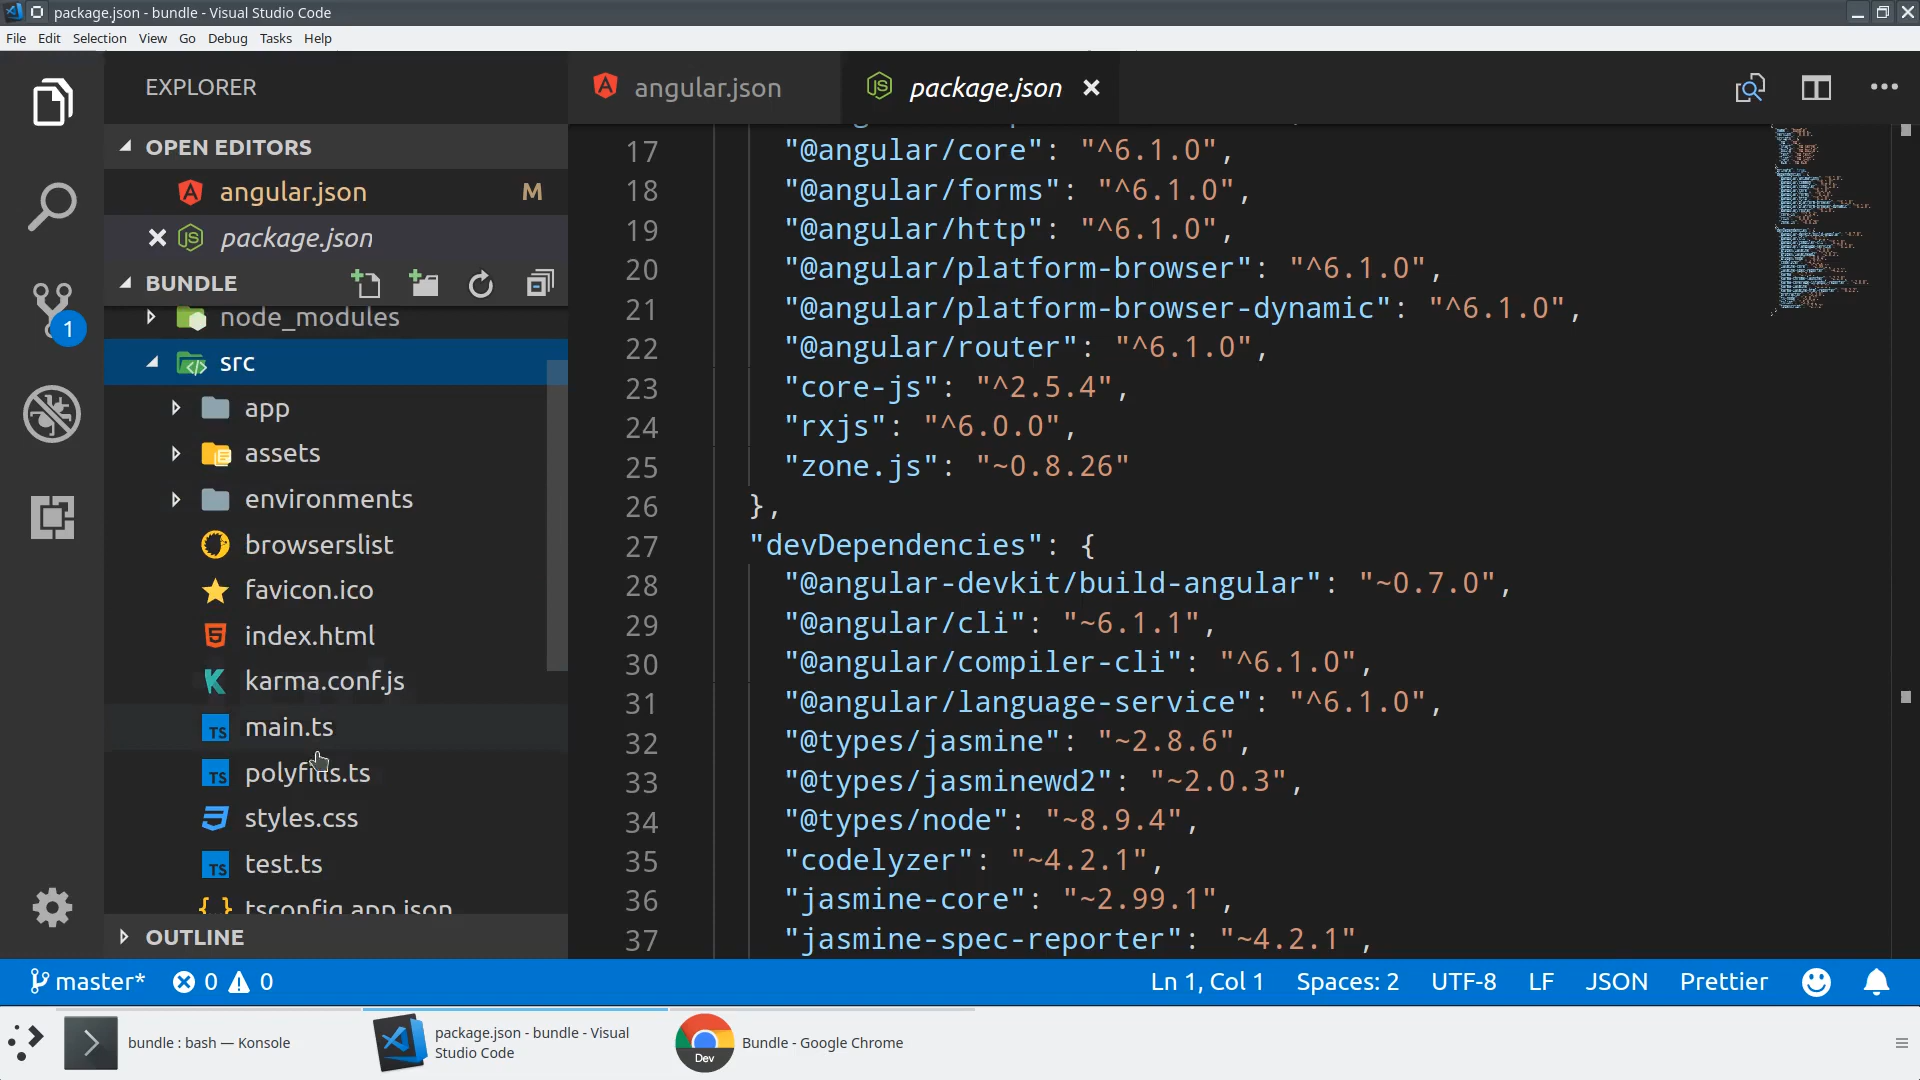 package.json - bundle - Visual Studio Code
File Edit Selection View Go Debug Tasks Help
EXPLORER
OPEN EDITORS
angular.json M
package.json
BUNDLE
node_modules
src
app
assets
environments
browserslist
favicon.ico
index.html
karma.conf.js
main.ts
polyfills.ts
styles.css
test.ts
tsconfig.app.json
OUTLINE
1
angular.json
package.json
17 "@angular/core": "^6.1.0",
18 "@angular/forms": "^6.1.0",
19 "@angular/http": "^6.1.0",
20 "@angular/platform-browser": "^6.1.0",
21 "@angular/platform-browser-dynamic": "^6.1.0",
22 "@angular/router": "^6.1.0",
23 "core-js": "^2.5.4",
24 "rxjs": "^6.0.0",
25 "zone.js": "~0.8.26"
26 },
27 "devDependencies": {
28 "@angular-devkit/build-angular": "~0.7.0",
29 "@angular/cli": "~6.1.1",
30 "@angular/compiler-cli": "^6.1.0",
31 "@angular/language-service": "^6.1.0",
32 "@types/jasmine": "~2.8.6",
33 "@types/jasminewd2": "~2.0.3",
34 "@types/node": "~8.9.4",
35 "codelyzer": "~4.2.1",
36 "jasmine-core": "~2.99.1",
37 "jasmine-spec-reporter": "~4.2.1",
master* 0 0 Ln 1, Col 1 Spaces: 2 UTF-8 LF JSON Prettier
bundle : bash — Konsole
package.json - bundle - Visual
Studio Code
Dev
Bundle - Google Chrome